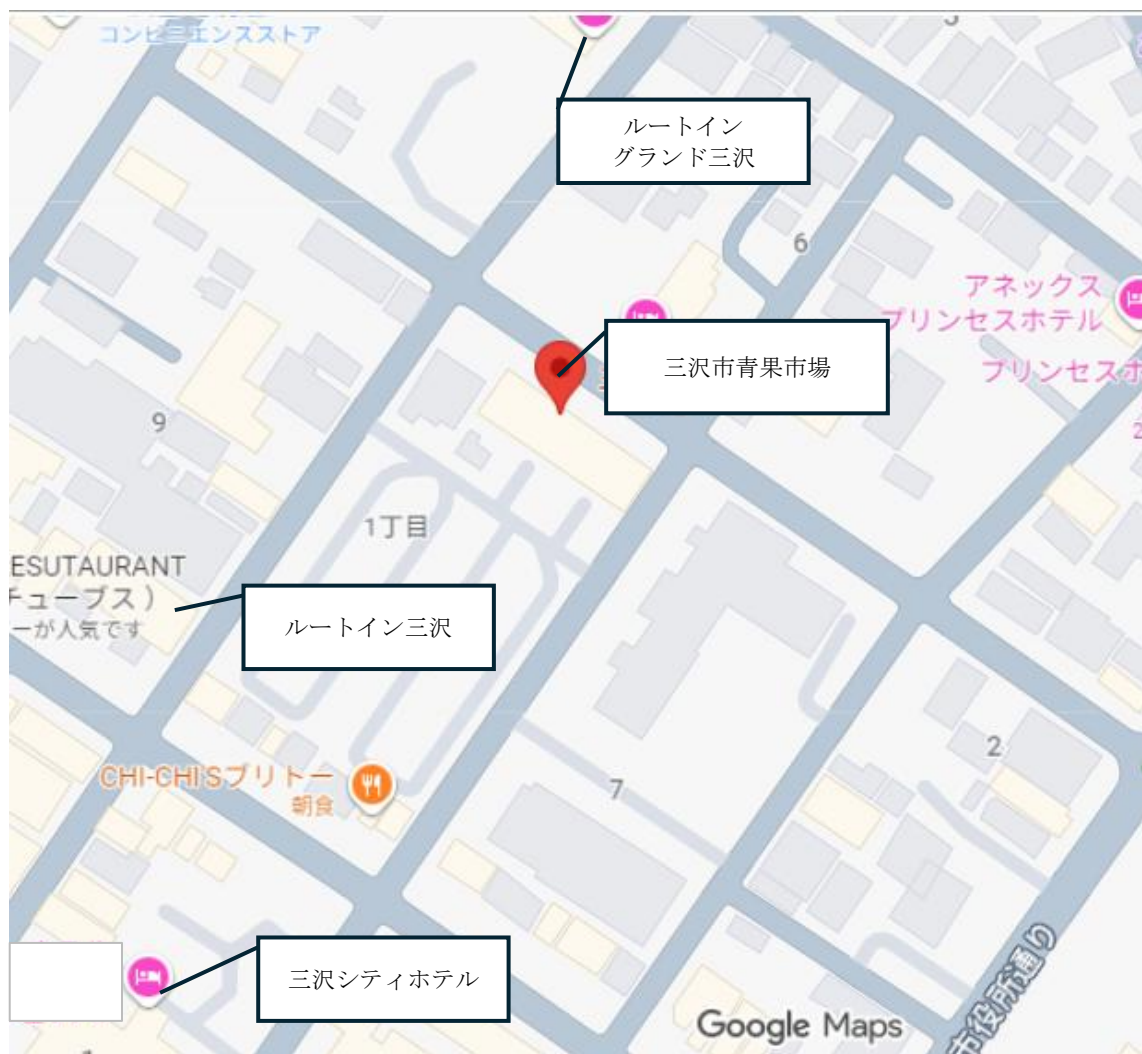 コンビニエンスストア
ルートイン
グランド三沢
6
アネックス
プリンセスホテル
三沢市青果市場
プリンセスホ
2
9
1丁目
ESUTAURANT
チューブス）
ーが人気です
ルートイン三沢
2
CHI-CHI'Sブリトー
朝食
7
三沢シティホテル
市役所通り
Google Maps